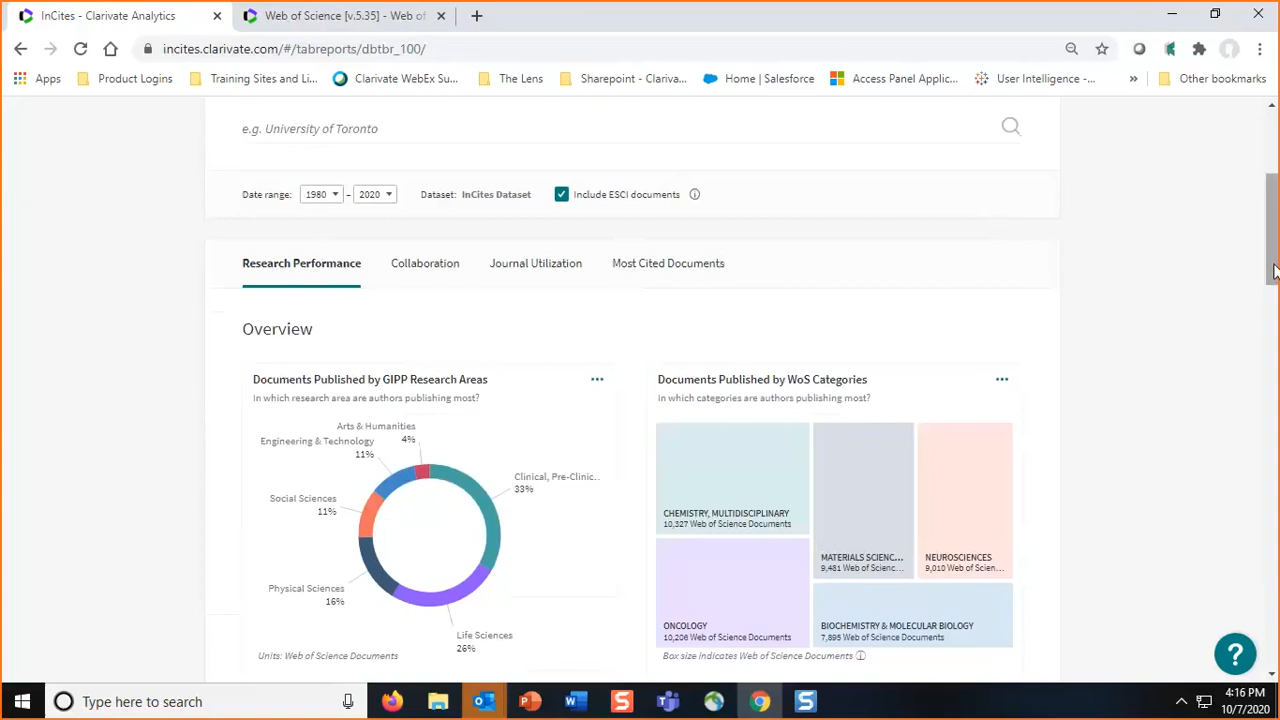 InCites - Clarivate Analytics
Web of Science [v.5.35] - Web of
incites.clarivate.com/#/tabreports/dbtbr_100/
Apps
Product Logins
Training Sites and Li...
Clarivate WebEx Su...
The Lens
Sharepoint - Clariva...
Home | Salesforce
Access Panel Applic...
User Intelligence -...
»
Other bookmarks
e.g. University of Toronto
Date range: 1980 – 2020 Dataset: InCites Dataset Include ESCI documents
Research Performance Collaboration Journal Utilization Most Cited Documents
Overview
Documents Published by GIPP Research Areas
In which research area are authors publishing most?
Arts & Humanities
4%
Engineering & Technology
11%
Clinical, Pre-Clinic..
33%
Social Sciences
11%
Physical Sciences
16%
Life Sciences
26%
Units: Web of Science Documents
Documents Published by WoS Categories
In which categories are authors publishing most?
CHEMISTRY, MULTIDISCIPLINARY
10,327 Web of Science Documents
MATERIALS SCIENC...
9,481 Web of Scienc...
NEUROSCIENCES
9,010 Web of Scien...
ONCOLOGY
10,206 Web of Science Documents
BIOCHEMISTRY & MOLECULAR BIOLOGY
7,895 Web of Science Documents
Box size indicates Web of Science Documents
?
Type here to search
4:16 PM
10/7/2020